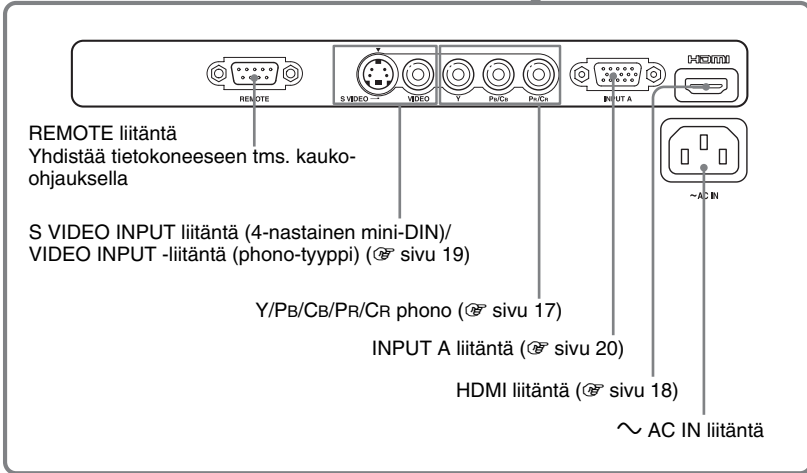 HDMI
REMOTE
S VIDEO → VIDEO
Y
PB/CB
PR/CR
INPUT A
REMOTE liitäntä
Yhdistää tietokoneeseen tms. kauko-
ohjauksella
~ AC IN
S VIDEO INPUT liitäntä (4-nastainen mini-DIN)/
VIDEO INPUT -liitäntä (phono-tyyppi) (☞ sivu 19)
Y/PB/CB/PR/CR phono (☞ sivu 17)
INPUT A liitäntä (☞ sivu 20)
HDMI liitäntä (☞ sivu 18)
~ AC IN liitäntä